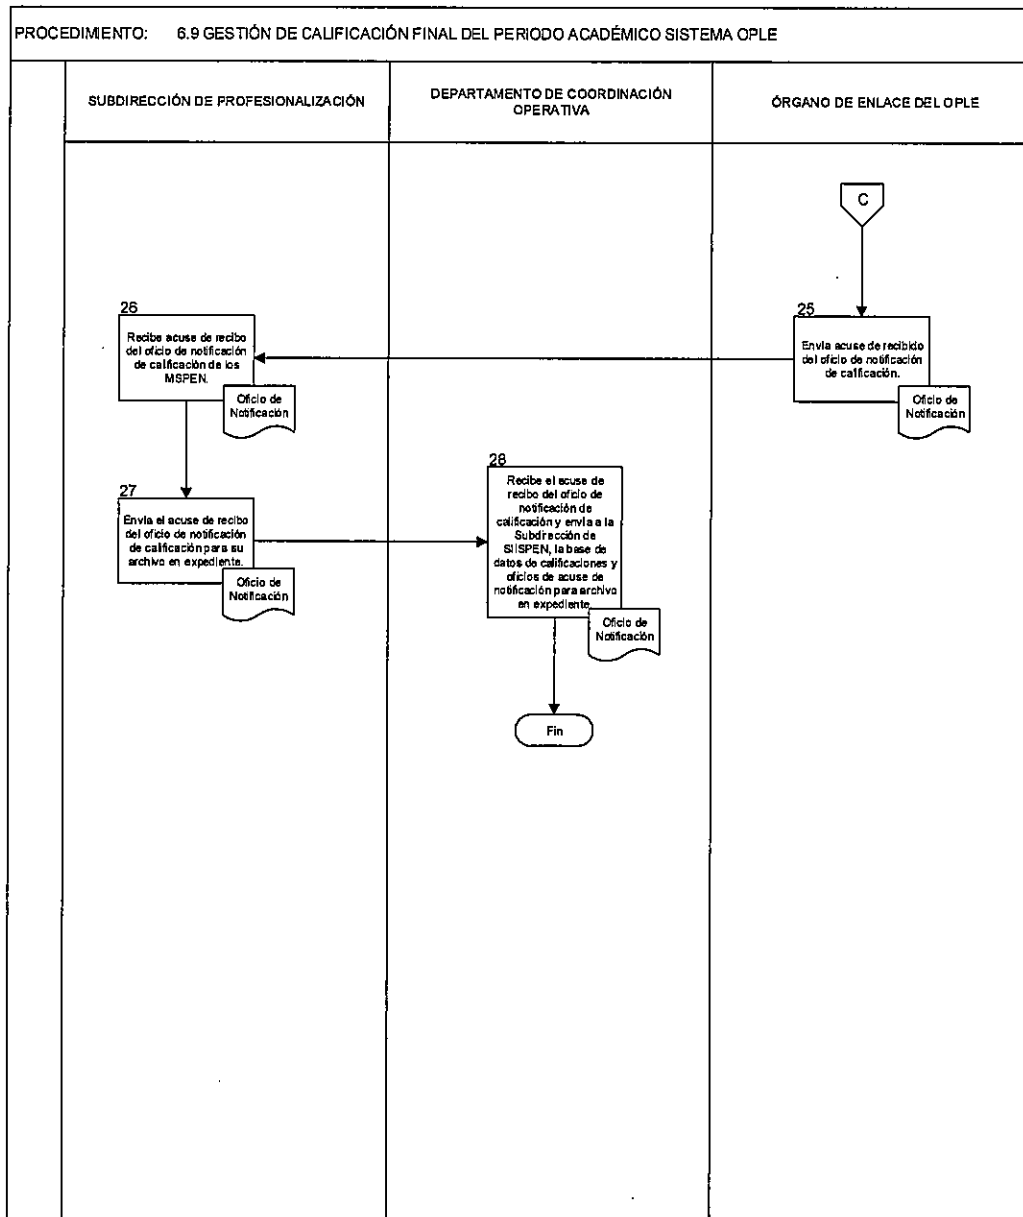 PROCEDIMIENTO: 6.9 GESTIÓN DE CALIFICACIÓN FINAL DEL PERIODO ACADÉMICO SISTEMA OPLE
SUBDIRECCIÓN DE PROFESIONALIZACIÓN
DEPARTAMENTO DE COORDINACIÓN
OPERATIVA
ÓRGANO DE ENLACE DEL OPLE
C
25
Envía acuse de recibido
del oficio de notificación
de calificación.
Oficio de
Notificación
26
Recibe acuse de recibo
del oficio de notificación
de calificación de los
MSPEN.
Oficio de
Notificación
27
Envía el acuse de recibo
del oficio de notificación
de calificación para su
archivo en expediente.
Oficio de
Notificación
28
Recibe el acuse de
recibo del oficio de
notificación de
calificación y envía a la
Subdirección de
SIISPEN, la base de
datos de calificaciones y
oficios de acuse de
notificación para archivo
en expediente.
Oficio de
Notificación
Fin